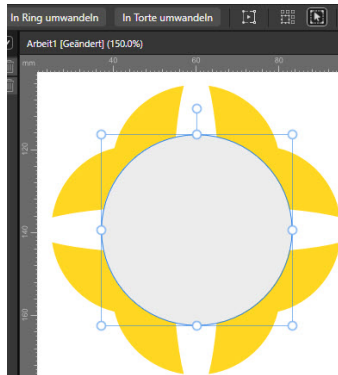 In Ring umwandeln In Torte umwandeln
Arbeit1 [Geändert] (150.0%)
mm 40 60 80
120
140
160